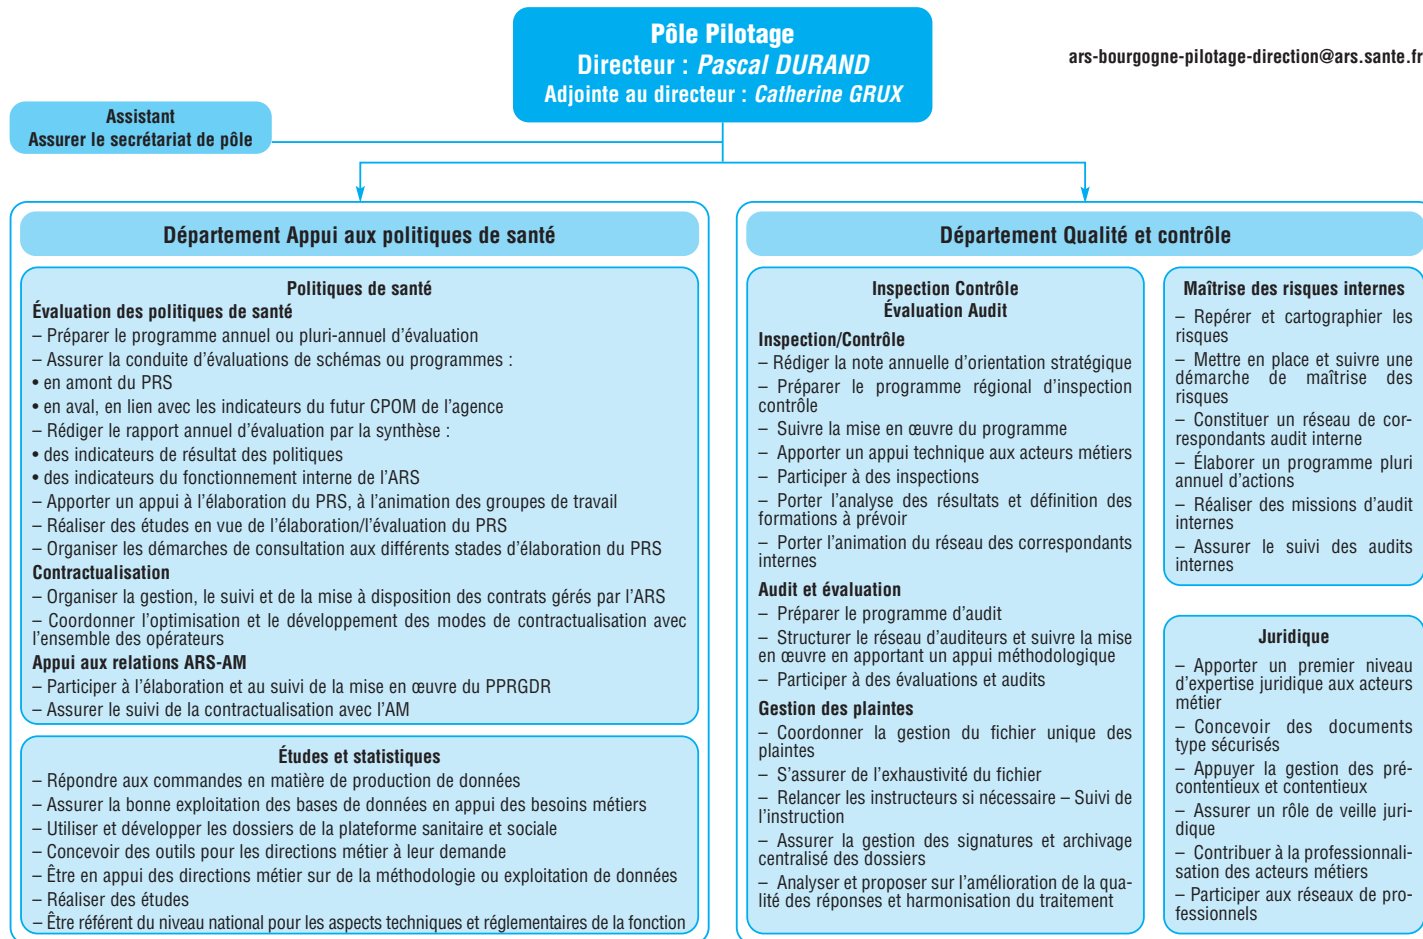 Pôle Pilotage
Directeur : Pascal DURAND
Adjointe au directeur : Catherine GRUX
ars-bourgogne-pilotage-direction@ars.sante.fr
Assistant
Assurer le secrétariat de pôle
Département Appui aux politiques de santé
Politiques de santé
Évaluation des politiques de santé
– Préparer le programme annuel ou pluri-annuel d'évaluation
– Assurer la conduite d'évaluations de schémas ou programmes :
• en amont du PRS
• en aval, en lien avec les indicateurs du futur CPOM de l'agence
– Rédiger le rapport annuel d'évaluation par la synthèse :
• des indicateurs de résultat des politiques
• des indicateurs du fonctionnement interne de l'ARS
– Apporter un appui à l'élaboration du PRS, à l'animation des groupes de travail
– Réaliser des études en vue de l'élaboration/l'évaluation du PRS
– Organiser les démarches de consultation aux différents stades d'élaboration du PRS
Contractualisation
– Organiser la gestion, le suivi et de la mise à disposition des contrats gérés par l'ARS
– Coordonner l'optimisation et le développement des modes de contractualisation avec
l'ensemble des opérateurs
Appui aux relations ARS-AM
– Participer à l'élaboration et au suivi de la mise en œuvre du PPRGDR
– Assurer le suivi de la contractualisation avec l'AM
Études et statistiques
– Répondre aux commandes en matière de production de données
– Assurer la bonne exploitation des bases de données en appui des besoins métiers
– Utiliser et développer les dossiers de la plateforme sanitaire et sociale
– Concevoir des outils pour les directions métier à leur demande
– Être en appui des directions métier sur de la méthodologie ou exploitation de données
– Réaliser des études
– Être référent du niveau national pour les aspects techniques et réglementaires de la fonction
Département Qualité et contrôle
Inspection Contrôle
Évaluation Audit
Inspection/Contrôle
– Rédiger la note annuelle d'orientation stratégique
– Préparer le programme régional d'inspection
contrôle
– Suivre la mise en œuvre du programme
– Apporter un appui technique aux acteurs métiers
– Participer à des inspections
– Porter l'analyse des résultats et définition des
formations à prévoir
– Porter l'animation du réseau des correspondants
internes
Audit et évaluation
– Préparer le programme d'audit
– Structurer le réseau d'auditeurs et suivre la mise
en œuvre en apportant un appui méthodologique
– Participer à des évaluations et audits
Gestion des plaintes
– Coordonner la gestion du fichier unique des
plaintes
– S'assurer de l'exhaustivité du fichier
– Relancer les instructeurs si nécessaire – Suivi de
l'instruction
– Assurer la gestion des signatures et archivage
centralisé des dossiers
– Analyser et proposer sur l'amélioration de la qua-
lité des réponses et harmonisation du traitement
Maîtrise des risques internes
– Repérer et cartographier les
risques
– Mettre en place et suivre une
démarche de maîtrise des
risques
– Constituer un réseau de cor-
respondants audit interne
– Élaborer un programme pluri
annuel d'actions
– Réaliser des missions d'audit
internes
– Assurer le suivi des audits
internes
Juridique
– Apporter un premier niveau
d'expertise juridique aux acteurs
métier
– Concevoir des documents
type sécurisés
– Appuyer la gestion des pré-
contentieux et contentieux
– Assurer un rôle de veille juri-
dique
– Contribuer à la professionnali-
sation des acteurs métiers
– Participer aux réseaux de pro-
fessionnels